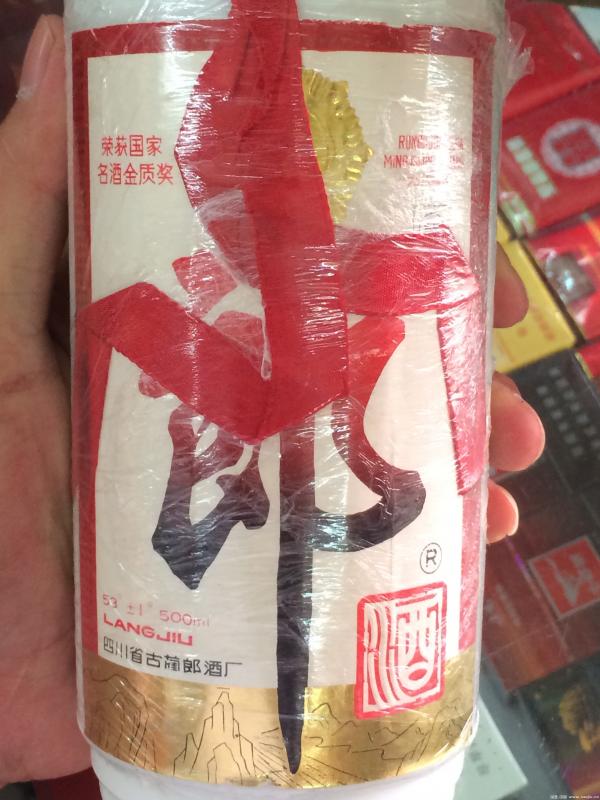 荣获国家
名酒金质奖
郎
®
酒
53 ±1° 500ml
LANGJIU
四川省古蔺郎酒厂